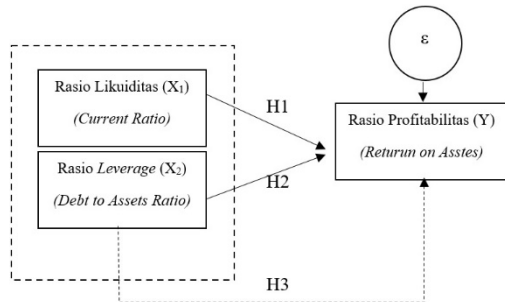 ε
Rasio Likuiditas (X₁)
(Current Ratio)
H1
Rasio Profitabilitas (Y)
(Returun on Asstes)
Rasio Leverage (X₂)
(Debt to Assets Ratio)
H2
H3